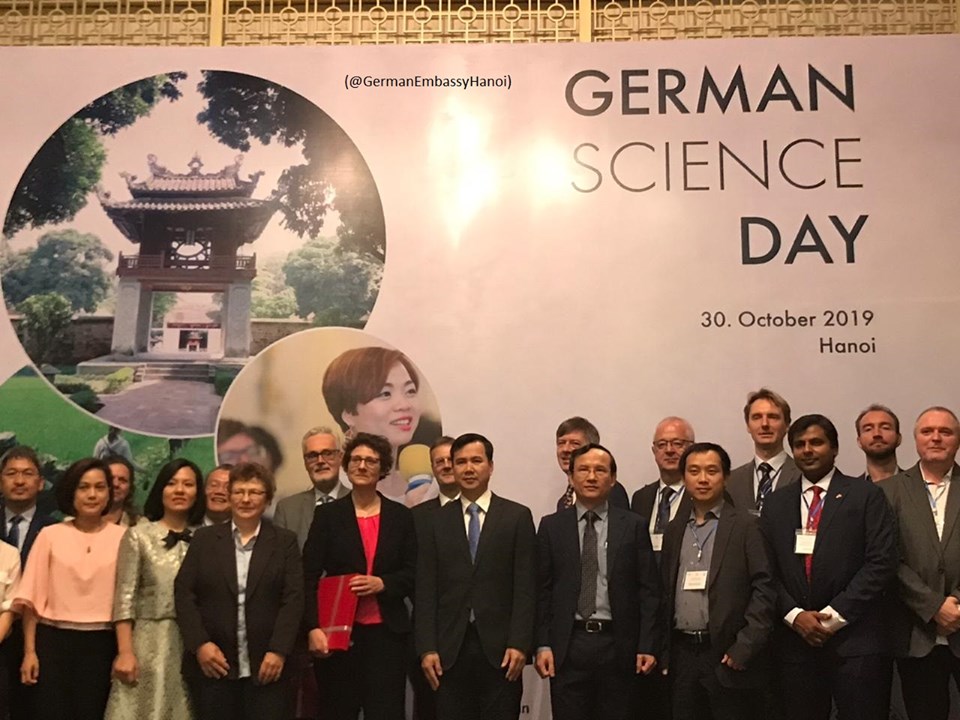 (@GermanEmbassyHanoi)
GERMAN
SCIENCE
DAY
30. October 2019
Hanoi